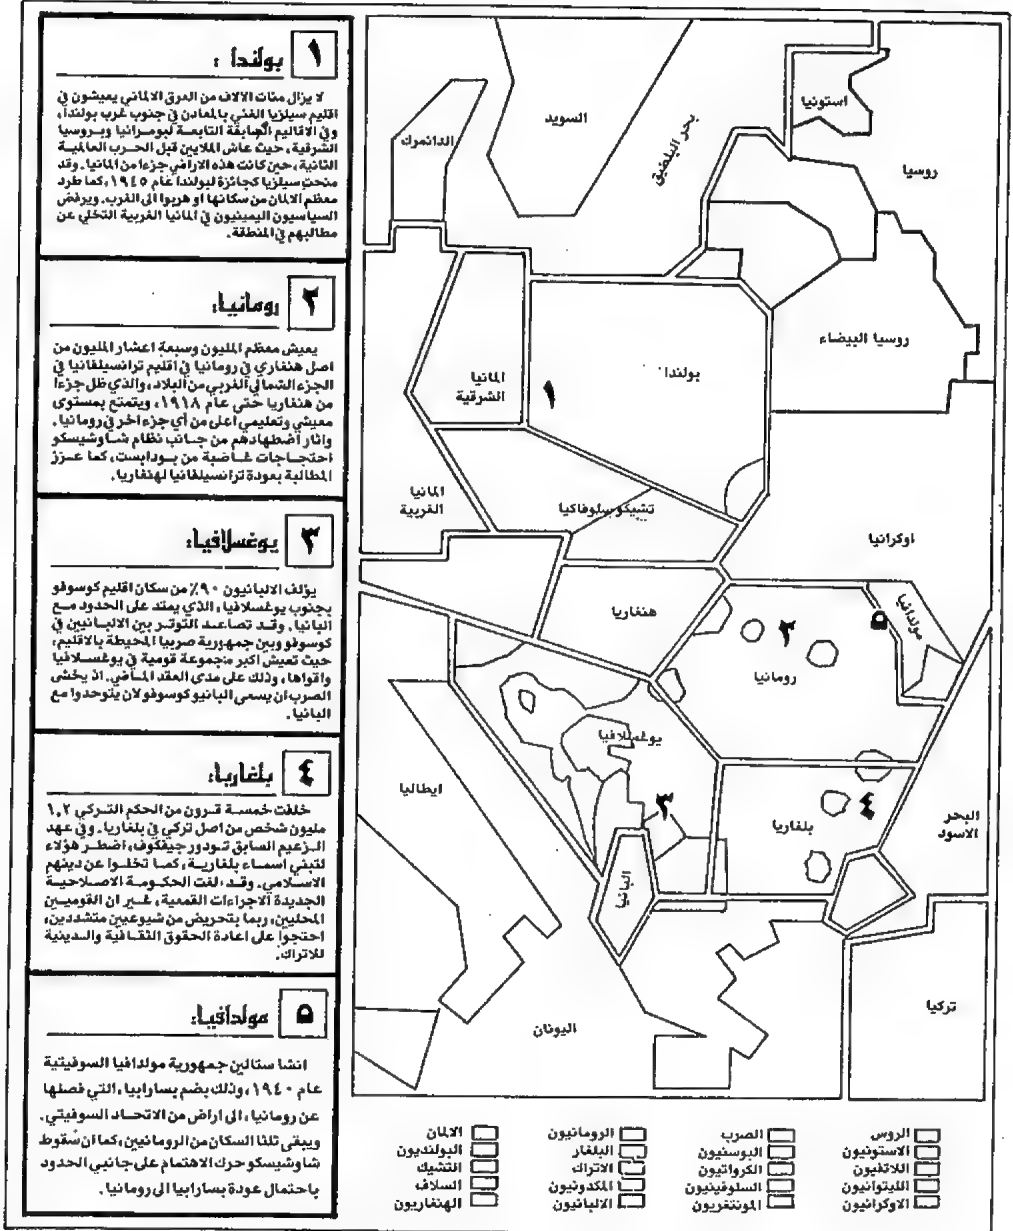 ١
بولندا :
لا يزال مئات الآلاف من العرق الالماني يعيشون في
اقليم سيلزيا الغني بالمعادن في جنوب غرب بولندا،
وفي الاقاليم السابقة التابعة لبومرانيا وبروسيا
الشرقية، حيث عاش الملايين قبل الحرب العالمية
الثانية، حين كانت هذه الاراضي جزءا من المانيا. وقد
منحت سيلزيا كجائزة لبولندا عام ١٩٤٥، كما طرد
معظم الالمان من سكانها او هربوا الى الغرب. ويرفض
السياسيون اليمينيون في المانيا الغربية التخلي عن
مطالبهم في المنطقة.
٢
رومانيا:
يعيش معظم المليون وسبعة اعشار المليون من
اصل هنغاري في رومانيا في اقليم ترانسيلفانيا في
الجزء الشمالي الغربي من البلاد، والذي ظل جزءا
من هنغاريا حتى عام ١٩١٨، ويتمتع بمستوى
معيشي وتعليمي اعلى من أي جزء اخر في رومانيا.
واثار اضطهادهم من جانب نظام شاوشيسكو
احتجاجات غاضبة من بودابست، كما عزز
المطالبة بعودة ترانسيلفانيا لهنغاريا.
٣
يوغسلافيا:
يؤلف الالبانيون ٩٠٪ من سكان اقليم كوسوفو
بجنوب يوغسلافيا، الذي يمتد على الحدود مع
البانيا. وقد تصاعد التوتر بين الالبانيين في
كوسوفو وبين جمهورية صربيا المحيطة بالاقليم،
حيث تعيش اكبر مجموعة قومية في يوغسلافيا
واقواها، وذلك على مدى العقد الماضي. اذ يخشى
الصرب ان يسعى البانيو كوسوفو لان يتوحدوا مع
البانيا.
٤
بلغاريا:
خلفت خمسة قرون من الحكم التركي ١,٢
مليون شخص من اصل تركي في بلغاريا. وفي عهد
الزعيم السابق تودور جيفكوف، اضطر هؤلاء
لتبني اسماء بلغارية، كما تخلوا عن دينهم
الاسلامي. وقد الغت الحكومة الاصلاحية
الجديدة الاجراءات القمعية، غير ان القوميين
المحليين، ربما بتحريض من شيوعيين متشددين،
احتجوا على اعادة الحقوق الثقافية والدينية
للاتراك.
٥
مولدافيا:
انشا ستالين جمهورية مولدافيا السوفيتية
عام ١٩٤٠، وذلك بضم بسارابيا، التي فصلها
عن رومانيا، الى اراض من الاتحاد السوفيتي.
ويبقى ثلثا السكان من الرومانيين، كما ان سقوط
شاوشيسكو حرك الاهتمام على جانبي الحدود
باحتمال عودة بسارابيا الى رومانيا.
استونيا
السويد
بحر البلطيق
الدانمرك
روسيا
روسيا البيضاء
بولندا
١
المانيا
الشرقية
المانيا
الغربية
تشيكوسلوفاكيا
اوكرانيا
هنغاريا
مولدافيا
٥
٢
رومانيا
يوغسلافيا
٣
ايطاليا
٤
بلغاريا
البحر
الاسود
البانيا
اليونان
تركيا
الروس
الاستونيون
اللاتفيون
الليتوانيون
الاوكرانيون
الصرب
البوسنيون
الكرواتيون
السلوفينيون
المونتنغريون
الرومانيون
البلغار
الاتراك
المكدونيون
الالبانيون
الالمان
البولنديون
التشيك
السلاف
الهنغاريون